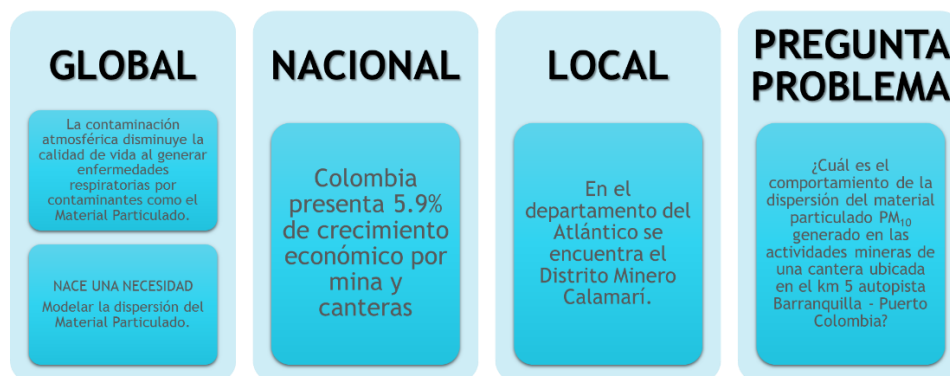 GLOBAL
La contaminación
atmosférica disminuye la
calidad de vida al generar
enfermedades
respiratorias por
contaminantes como el
Material Particulado.
NACE UNA NECESIDAD
Modelar la dispersión del
Material Particulado.
NACIONAL
Colombia
presenta 5.9%
de crecimiento
económico por
mina y
canteras
LOCAL
En el
departamento del
Atlántico se
encuentra el
Distrito Minero
Calamarí.
PREGUNTA
PROBLEMA
¿Cuál es el
comportamiento de la
dispersión del material
particulado PM₁₀
generado en las
actividades mineras de
una cantera ubicada
en el km 5 autopista
Barranquilla - Puerto
Colombia?